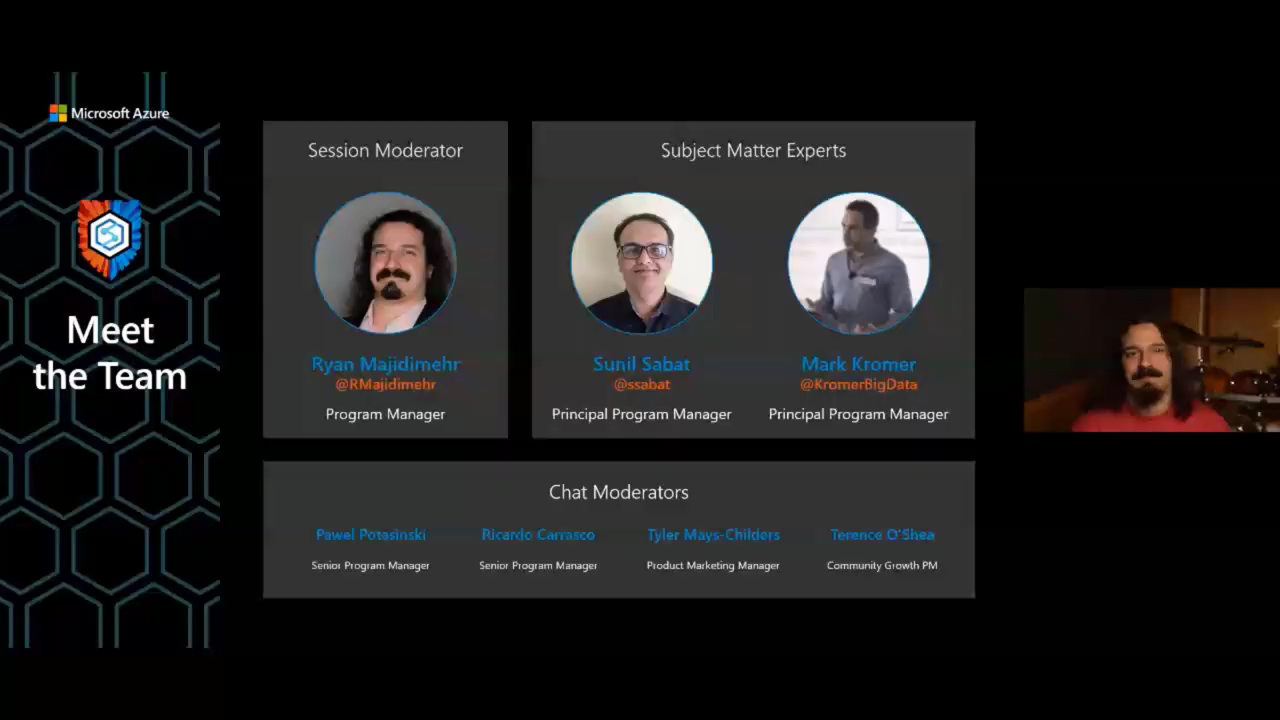 Microsoft Azure
Meet
the Team
Session Moderator
Ryan Majidimehr
@RMajidimehr
Program Manager
Subject Matter Experts
Sunil Sabat
@ssabat
Principal Program Manager
Mark Kromer
@KromerBigData
Principal Program Manager
Chat Moderators
Pawel Potasinski
Senior Program Manager
Ricardo Carrasco
Senior Program Manager
Tyler Mays-Childers
Product Marketing Manager
Terence O'Shea
Community Growth PM